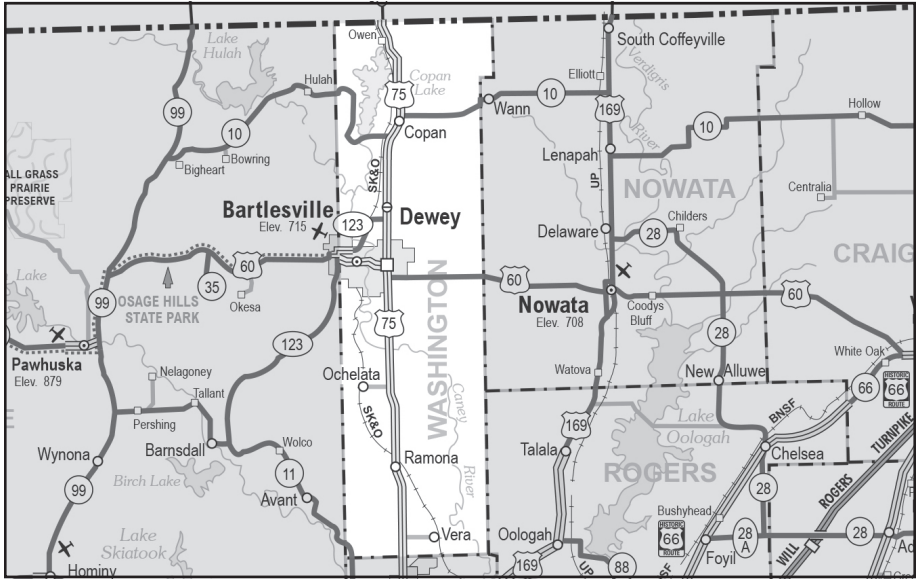 Owen
South Coffeyville
Lake
Hulah
Elliott
Verdigris
River
Hulah
Copan
Lake
75
10
Wann
169
99
10
Hollow
10
Copan
Bowring
Bigheart
Lenapah
SK&O
UP
ALL GRASS
PRAIRIE
PRESERVE
NOWATA
Centralia
Bartlesville
Elev. 715
123
Dewey
Childers
Delaware
28
CRAIG
60
Lake
35
Okesa
OSAGE HILLS
STATE PARK
60
99
WASHINGTON
Nowata
Elev. 708
Coodys
Bluff
60
75
28
123
Pawhuska
Elev. 879
White Oak
Nelagoney
Ochelata
Watova
New Alluwe
66
HISTORIC
66
ROUTE
Tallant
Pershing
SK&O
Caney
River
169
Lake
Oologah
BNSF
TURNPIKE
Barnsdall
Wolco
Talala
Chelsea
Wynona
Ramona
ROGERS
11
Birch Lake
99
Avant
28
ROGERS
Bushyhead
HISTORIC
66
ROUTE
Lake
Skiatook
Vera
Oologah
28
A
28
Foyil
WILL
Hominy
169
UP
88